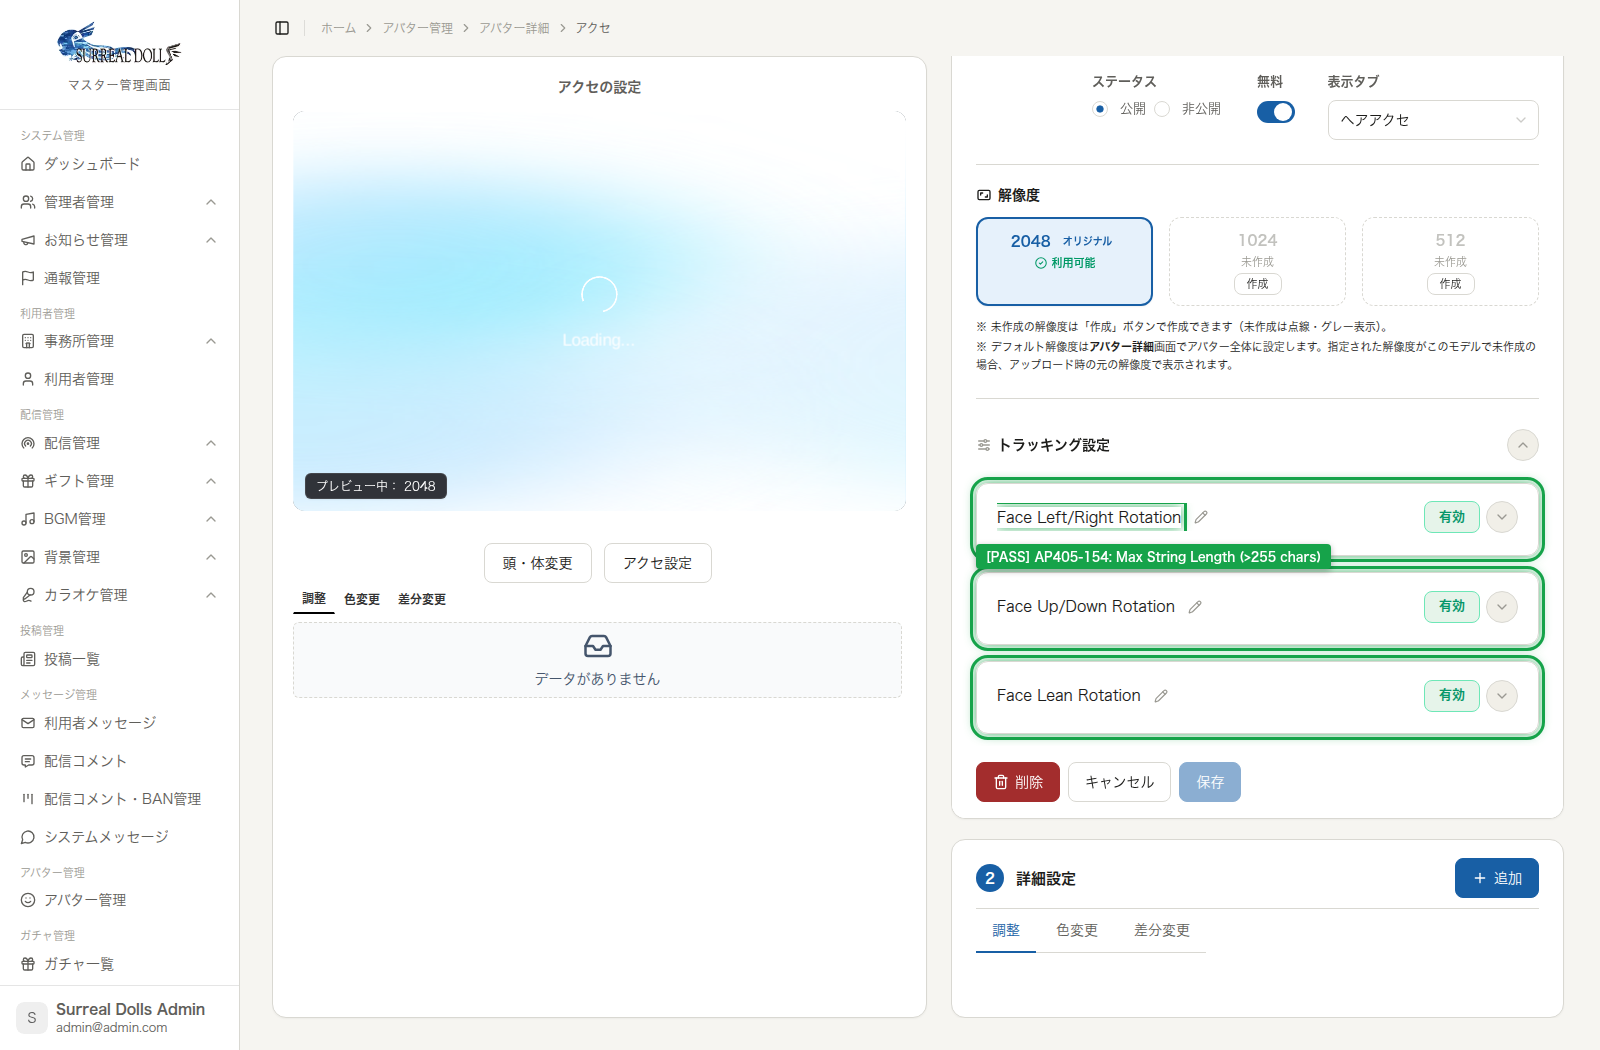 SURREAL DOLLS
マスター管理画面
システム管理
ダッシュボード
管理者管理
お知らせ管理
通報管理
利用者管理
事務所管理
利用者管理
配信管理
配信管理
ギフト管理
BGM管理
背景管理
カラオケ管理
投稿管理
投稿一覧
メッセージ管理
利用者メッセージ
配信コメント
配信コメント・BAN管理
システムメッセージ
アバター管理
アバター管理
ガチャ管理
ガチャ一覧
S
Surreal Dolls Admin
admin@admin.com
ホーム > アバター管理 > アバター詳細 > アクセ
アクセの設定
Loading...
プレビュー中： 2048
頭・体変更 アクセ設定
調整 色変更 差分変更
データがありません
ステータス 無料 表示タブ
公開 非公開 ヘアアクセ
解像度
2048 オリジナル
利用可能
1024
未作成
作成
512
未作成
作成
※ 未作成の解像度は「作成」ボタンで作成できます（未作成は点線・グレー表示）。
※ デフォルト解像度はアバター詳細画面でアバター全体に設定します。指定された解像度がこのモデルで未作成の
場合、アップロード時の元の解像度で表示されます。
トラッキング設定
Face Left/Right Rotation 有効
[PASS] AP405-154: Max String Length (>255 chars)
Face Up/Down Rotation 有効
Face Lean Rotation 有効
削除 キャンセル 保存
2 詳細設定 + 追加
調整 色変更 差分変更